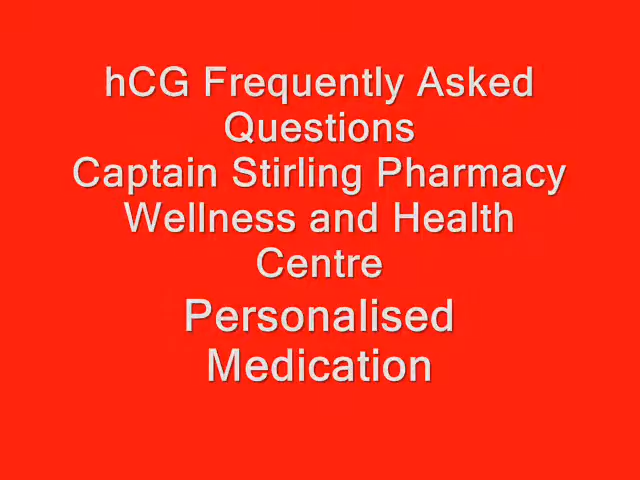 hCG Frequently Asked
Questions
Captain Stirling Pharmacy
Wellness and Health
Centre
Personalised
Medication